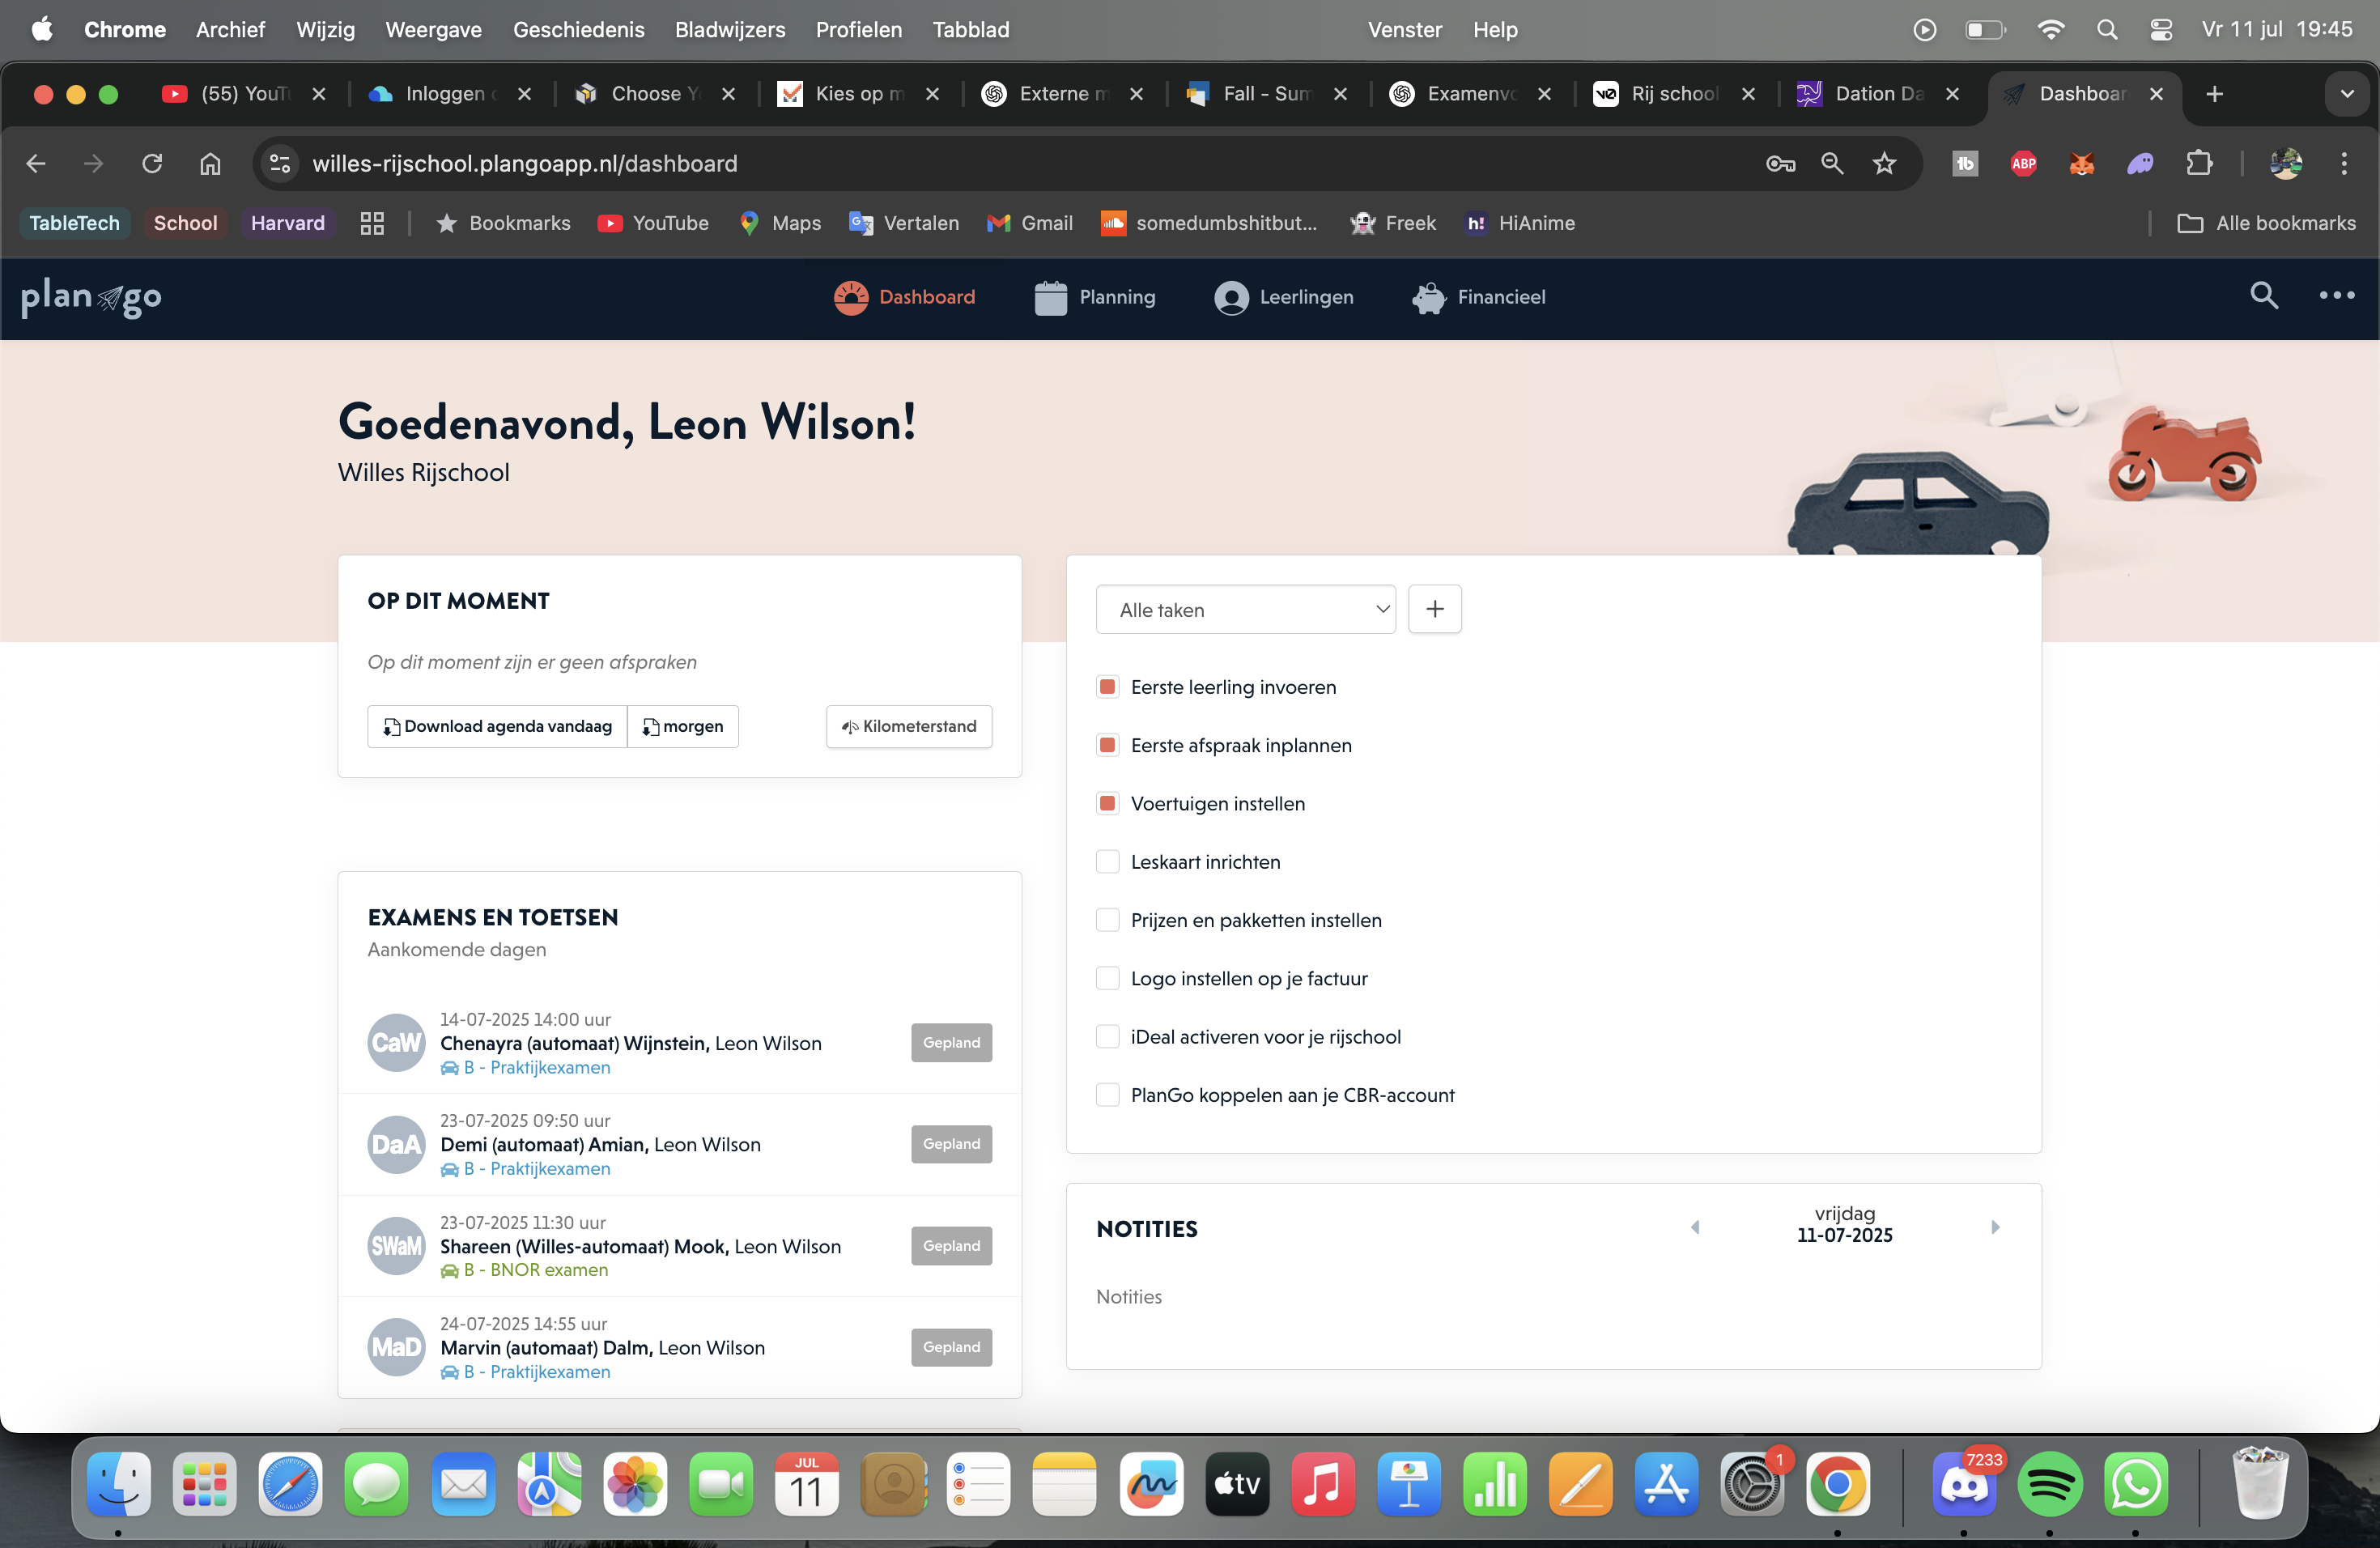 Chrome Archief Wijzig Weergave Geschiedenis Bladwijzers Profielen Tabblad Venster Help Vr 11 jul 19:45
(55) YouTu Inloggen Choose Y Kies op m Externe m Fall - Sum Examenvo Rij school Dation Da Dashboar
willes-rijschool.plangoapp.nl/dashboard
ABP
TableTech School Harvard Bookmarks YouTube Maps Vertalen Gmail somedumbshitbut... Freek h! HiAnime Alle bookmarks
plan go Dashboard Planning Leerlingen Financieel
Goedenavond, Leon Wilson!
Willes Rijschool
OP DIT MOMENT
Op dit moment zijn er geen afspraken
Download agenda vandaag morgen Kilometerstand
EXAMENS EN TOETSEN
Aankomende dagen
CaW
14-07-2025 14:00 uur
Chenayra (automaat) Wijnstein, Leon Wilson
B - Praktijkexamen
Gepland
DaA
23-07-2025 09:50 uur
Demi (automaat) Amian, Leon Wilson
B - Praktijkexamen
Gepland
SWaM
23-07-2025 11:30 uur
Shareen (Willes-automaat) Mook, Leon Wilson
B - BNOR examen
Gepland
MaD
24-07-2025 14:55 uur
Marvin (automaat) Dalm, Leon Wilson
B - Praktijkexamen
Gepland
Alle taken
Eerste leerling invoeren
Eerste afspraak inplannen
Voertuigen instellen
Leskaart inrichten
Prijzen en pakketten instellen
Logo instellen op je factuur
iDeal activeren voor je rijschool
PlanGo koppelen aan je CBR-account
NOTITIES
vrijdag
11-07-2025
Notities
JUL
11
tv
1
7233